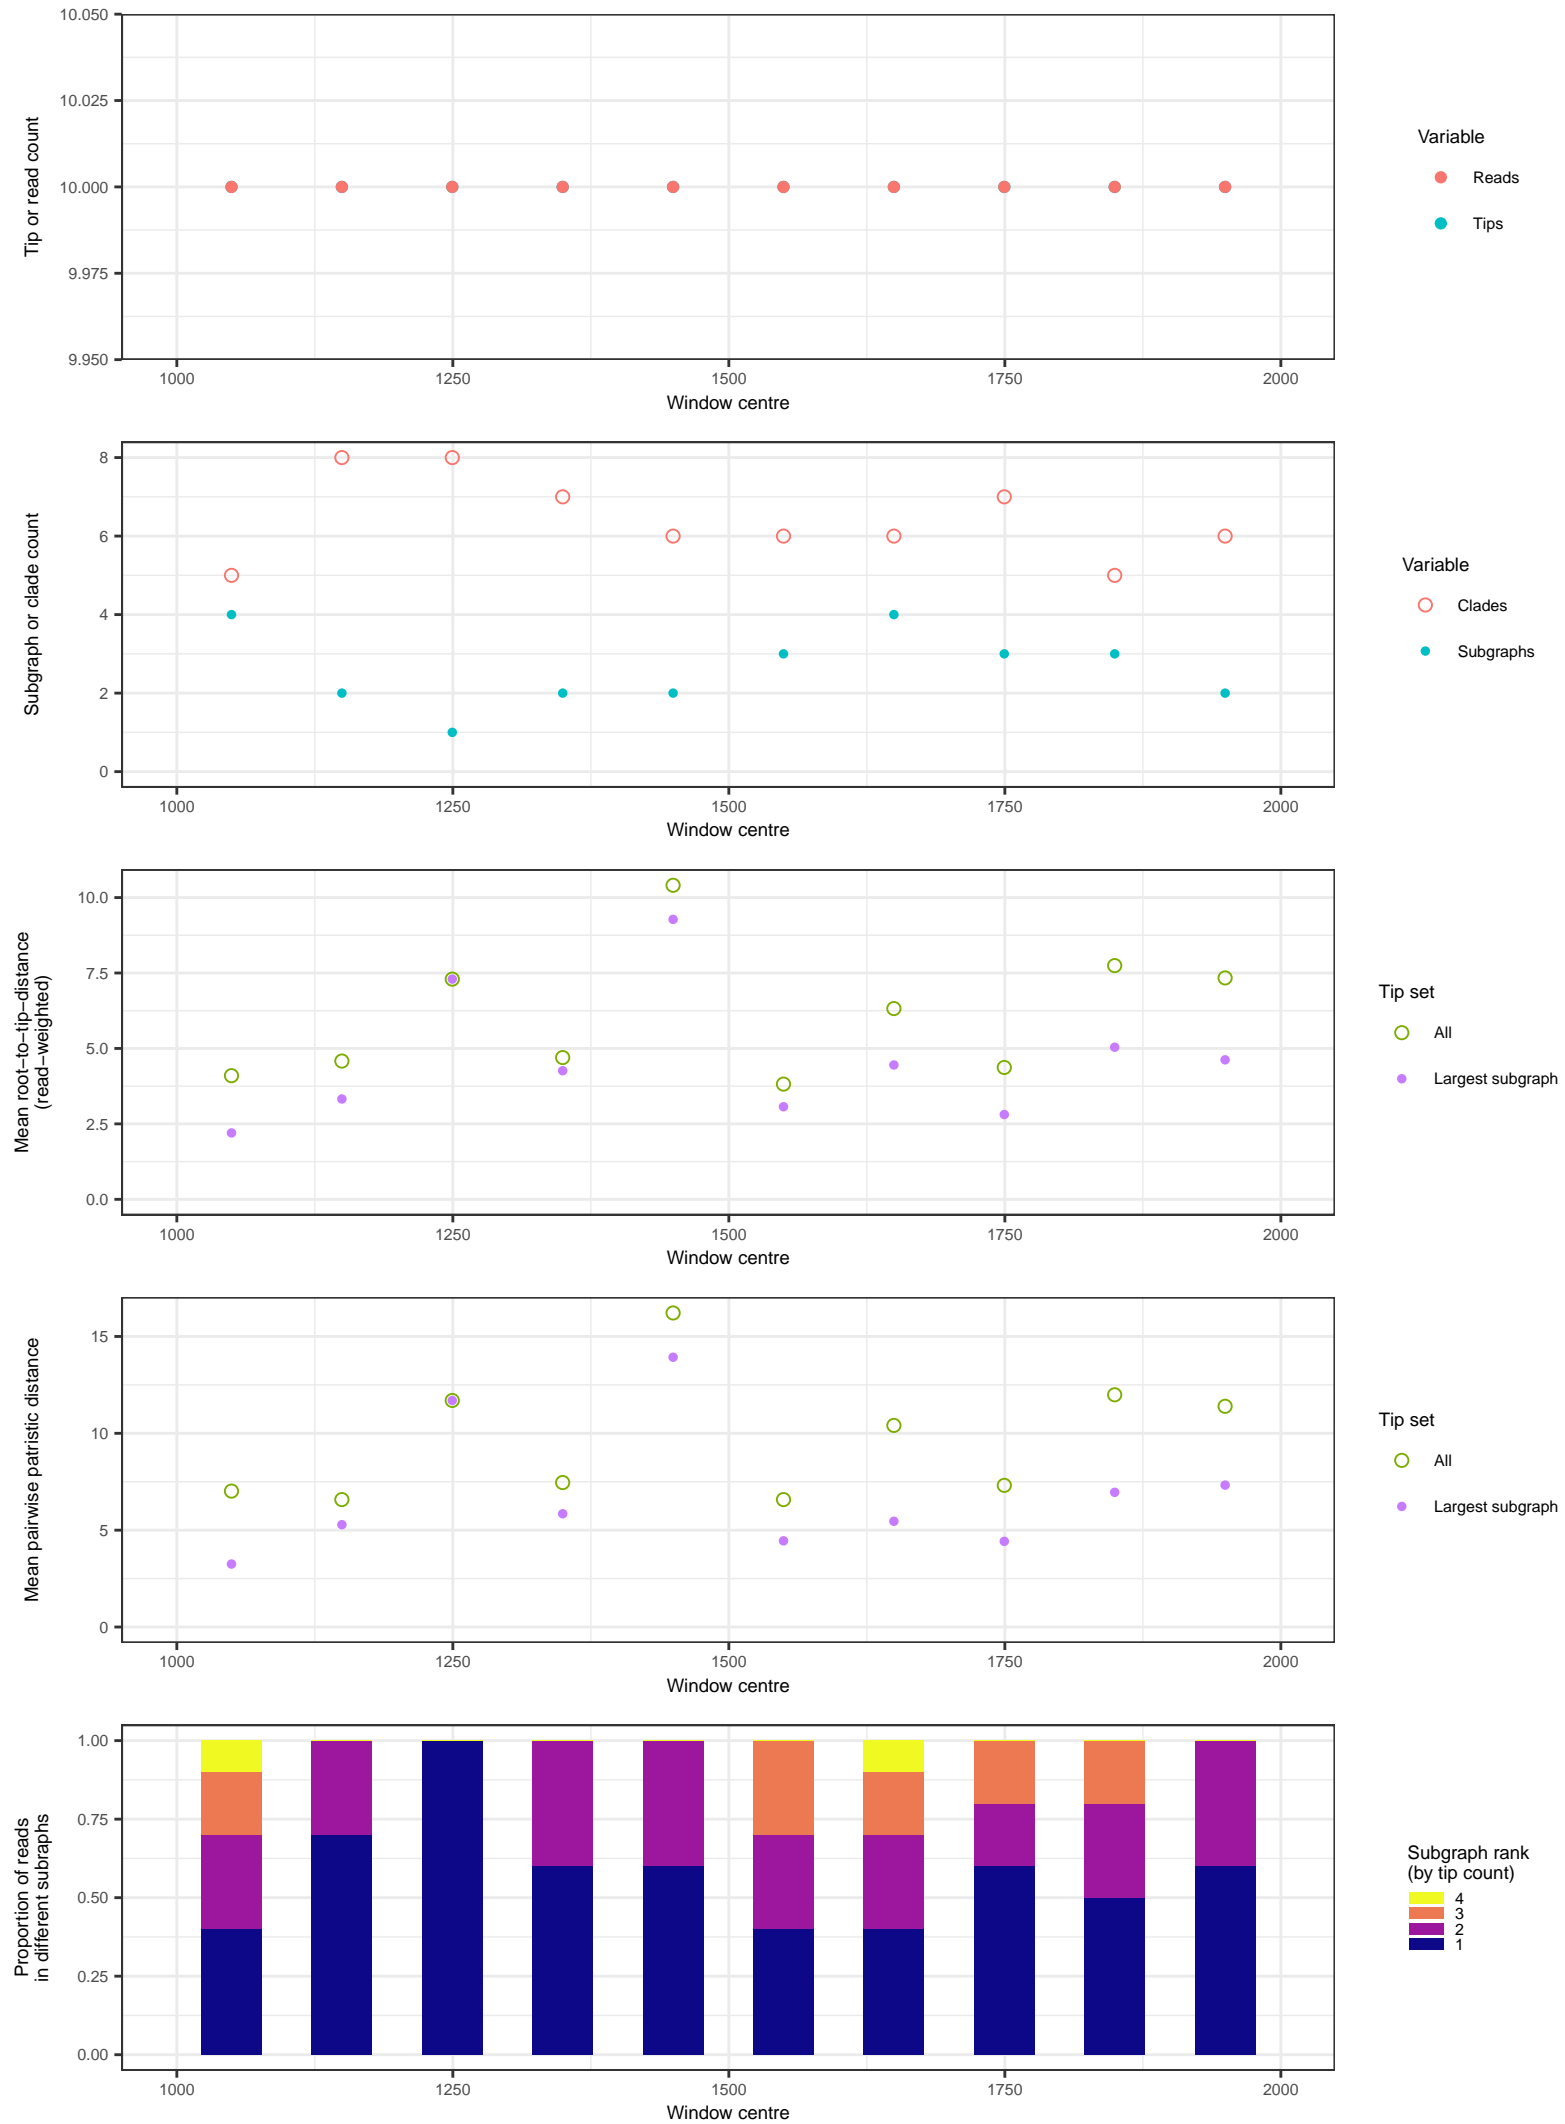 10.050
10.025
10.000
9.975
9.950
Tip or read count
1000 1250 1500 1750 2000
Window centre
Variable
Reads
Tips
8
6
4
2
0
Subgraph or clade count
1000 1250 1500 1750 2000
Window centre
Variable
Clades
Subgraphs
10.0
7.5
5.0
2.5
0.0
Mean root−to−tip−distance
(read−weighted)
1000 1250 1500 1750 2000
Window centre
Tip set
All
Largest subgraph
15
10
5
0
Mean pairwise patristic distance
1000 1250 1500 1750 2000
Window centre
Tip set
All
Largest subgraph
1.00
0.75
0.50
0.25
0.00
Proportion of reads
in different subraphs
1000 1250 1500 1750 2000
Window centre
Subgraph rank
(by tip count)
4
3
2
1